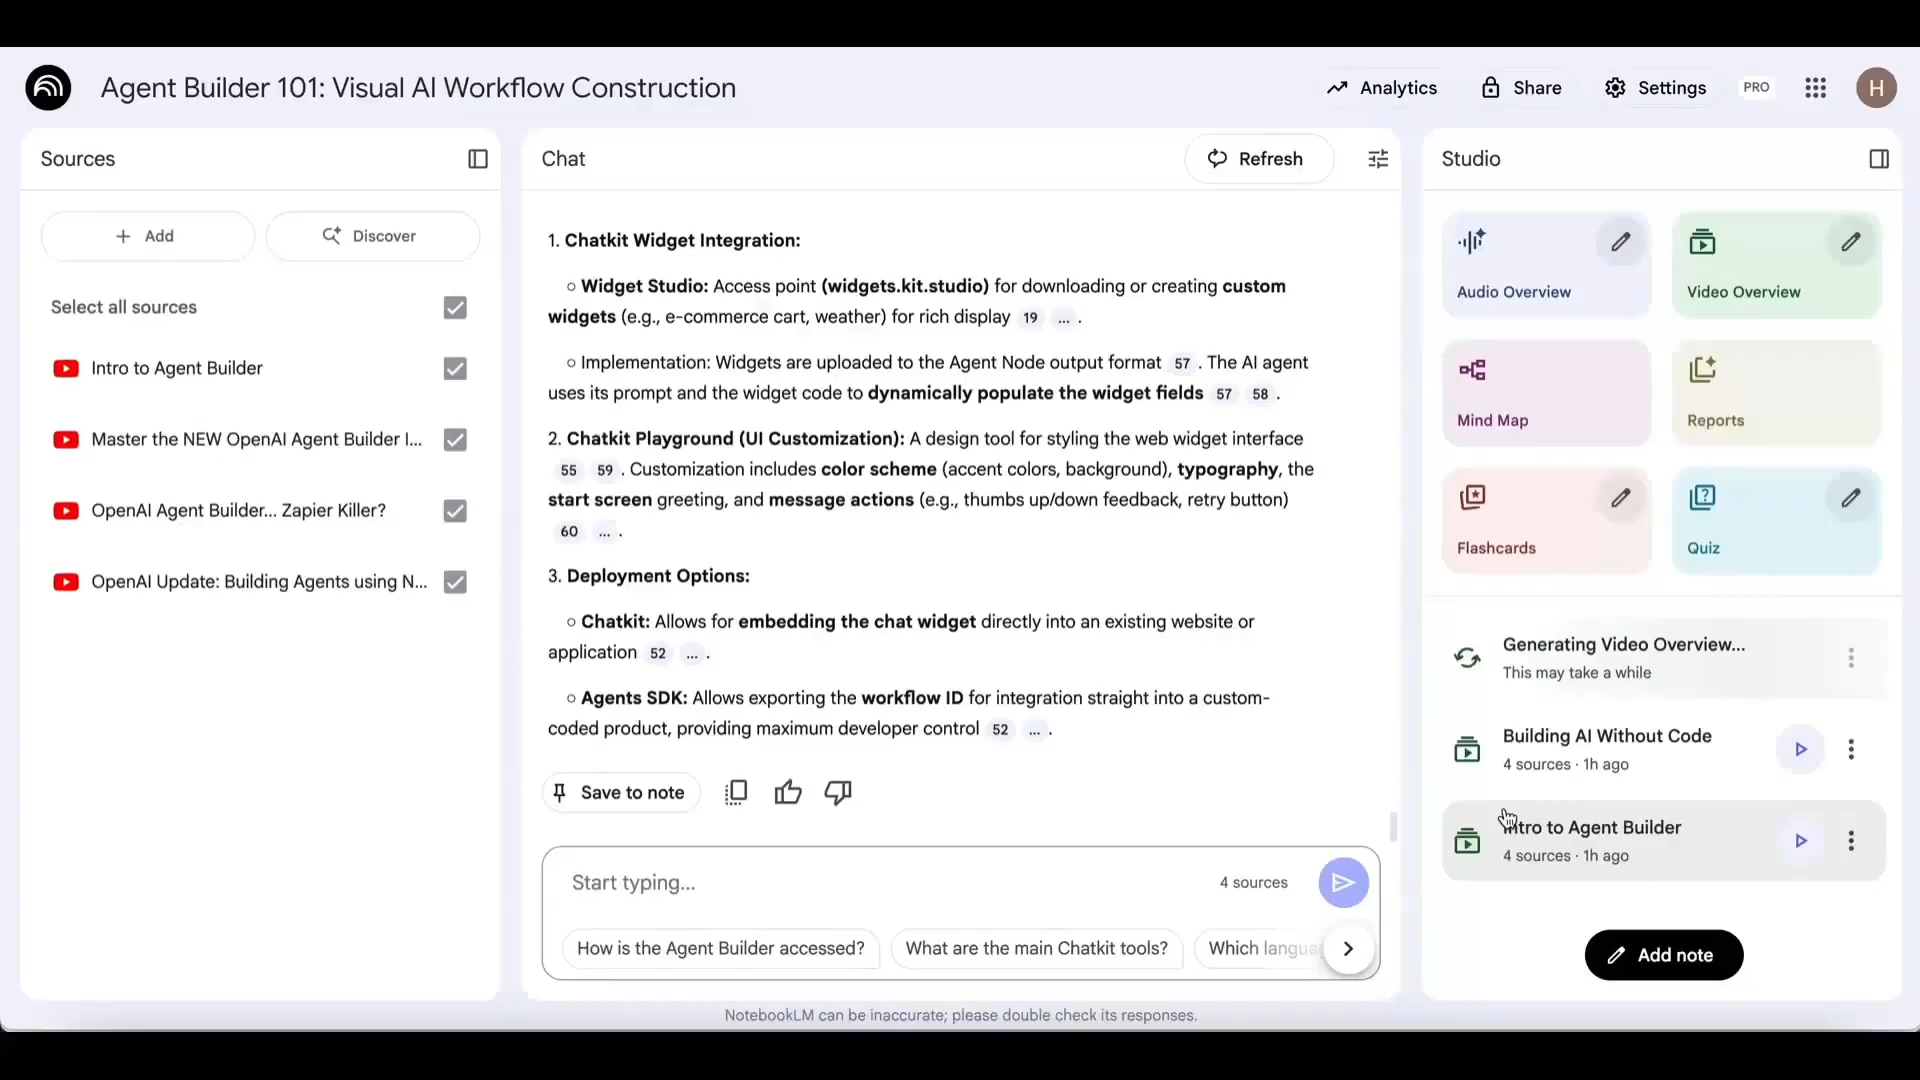 Agent Builder 101: Visual AI Workflow Construction
Analytics
Share
Settings
PRO
H
Sources
Add
Discover
Select all sources
Intro to Agent Builder
Master the NEW OpenAI Agent Builder I...
OpenAI Agent Builder... Zapier Killer?
OpenAI Update: Building Agents using N...
Chat
Refresh
1. Chatkit Widget Integration:
○ Widget Studio: Access point (widgets.kit.studio) for downloading or creating custom
widgets (e.g., e-commerce cart, weather) for rich display 19 ... .
○ Implementation: Widgets are uploaded to the Agent Node output format 57 . The AI agent
uses its prompt and the widget code to dynamically populate the widget fields 57 58 .
2. Chatkit Playground (UI Customization): A design tool for styling the web widget interface
55 59 . Customization includes color scheme (accent colors, background), typography, the
start screen greeting, and message actions (e.g., thumbs up/down feedback, retry button)
60 ... .
3. Deployment Options:
○ Chatkit: Allows for embedding the chat widget directly into an existing website or
application 52 ... .
○ Agents SDK: Allows exporting the workflow ID for integration straight into a custom-
coded product, providing maximum developer control 52 ... .
Save to note
Start typing...
4 sources
How is the Agent Builder accessed?
What are the main Chatkit tools?
Which
NotebookLM can be inaccurate; please double check its responses.
Studio
Audio Overview
Video Overview
Mind Map
Reports
Flashcards
Quiz
Generating Video Overview...
This may take a while
Building AI Without Code
4 sources · 1h ago
Intro to Agent Builder
4 sources · 1h ago
Add note